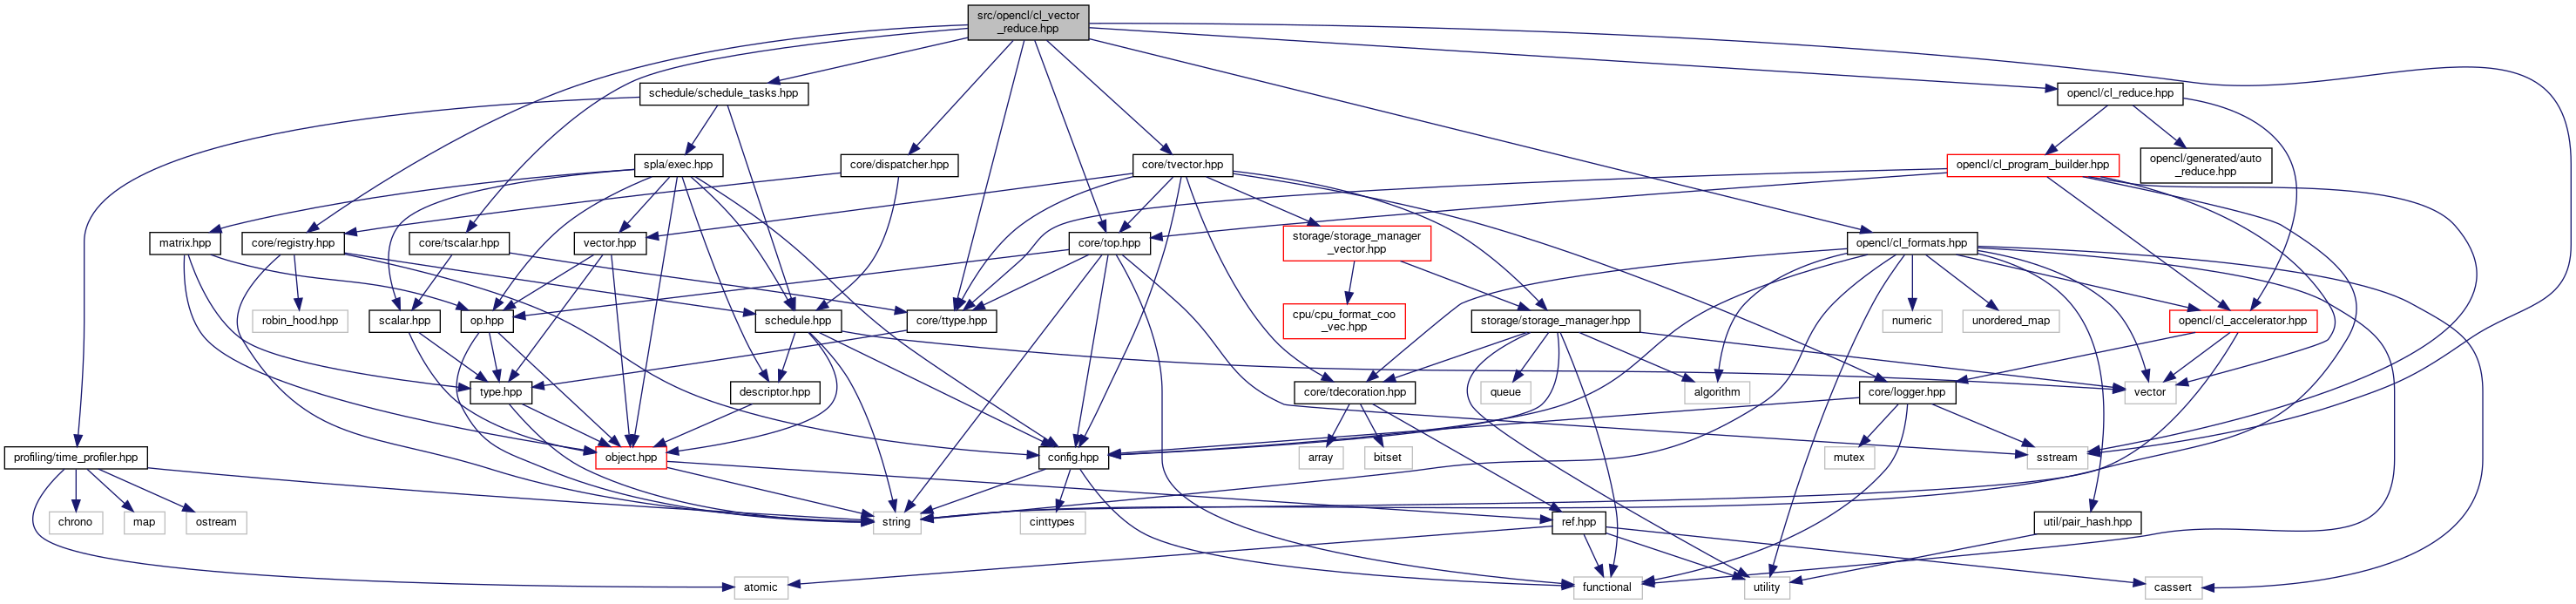 src/opencl/cl_vector
_reduce.hpp
schedule/schedule_tasks.hpp
opencl/cl_reduce.hpp
spla/exec.hpp
core/dispatcher.hpp
core/tvector.hpp
opencl/cl_program_builder.hpp
opencl/generated/auto
_reduce.hpp
matrix.hpp
core/registry.hpp
core/tscalar.hpp
vector.hpp
core/top.hpp
storage/storage_manager
_vector.hpp
opencl/cl_formats.hpp
robin_hood.hpp
scalar.hpp
op.hpp
schedule.hpp
core/ttype.hpp
cpu/cpu_format_coo
_vec.hpp
storage/storage_manager.hpp
numeric
unordered_map
opencl/cl_accelerator.hpp
type.hpp
descriptor.hpp
core/tdecoration.hpp
queue
algorithm
core/logger.hpp
vector
profiling/time_profiler.hpp
object.hpp
config.hpp
array
bitset
mutex
sstream
chrono
map
ostream
string
cinttypes
ref.hpp
util/pair_hash.hpp
atomic
functional
utility
cassert